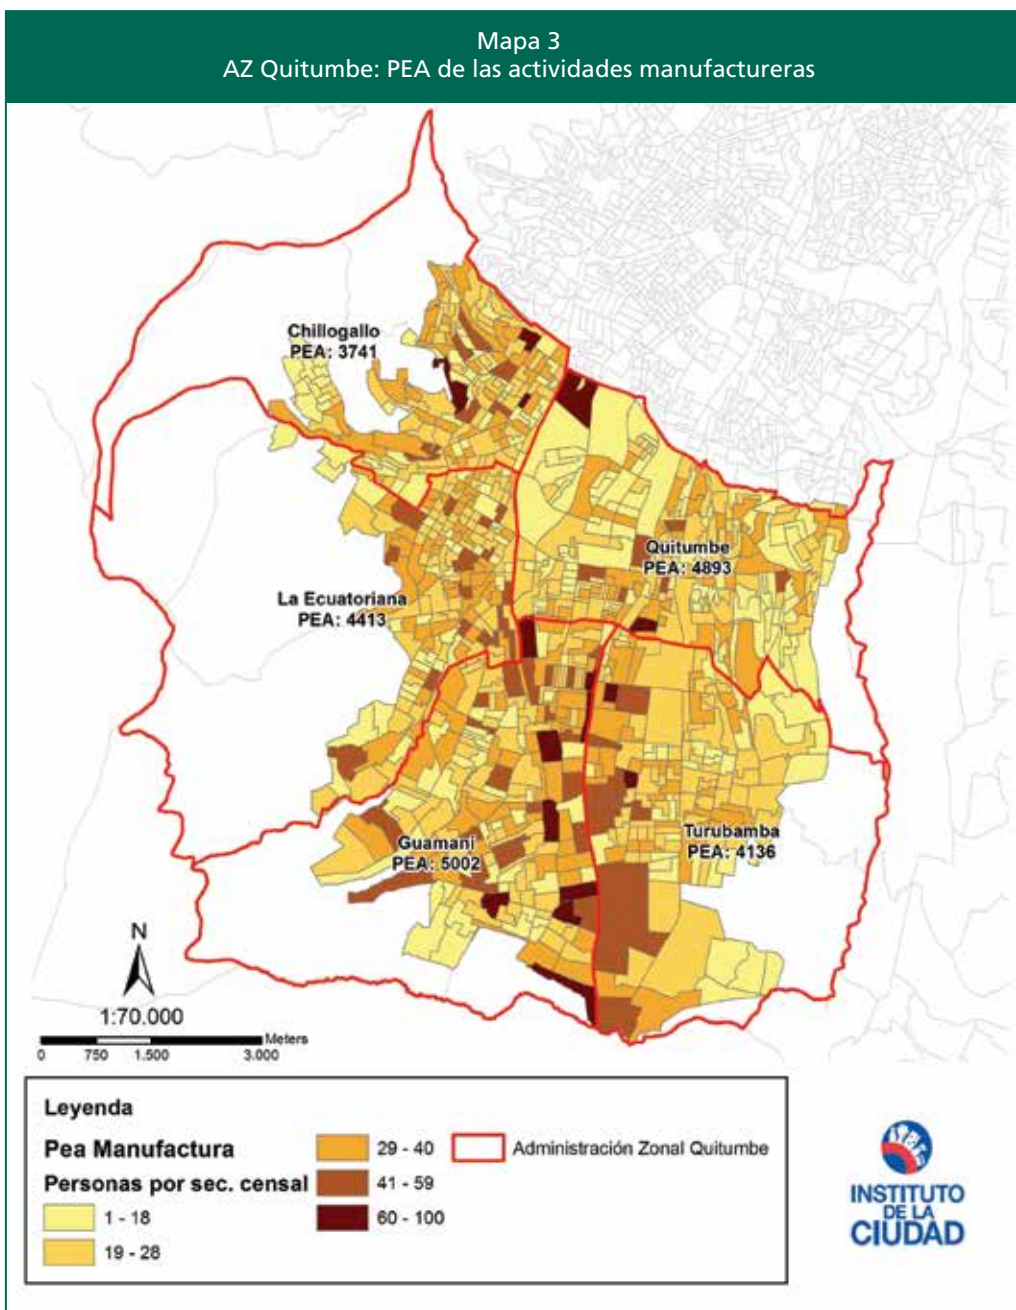 Mapa 3
AZ Quitumbe: PEA de las actividades manufactureras
Chillogallo
PEA: 3741
Quitumbe
PEA: 4893
La Ecuatoriana
PEA: 4413
Turubamba
PEA: 4136
Guamaní
PEA: 5002
N
1:70.000
Meters
0 750 1.500 3.000
Leyenda
Pea Manufactura
Personas por sec. censal
1 - 18
19 - 28
29 - 40
41 - 59
60 - 100
Administración Zonal Quitumbe
INSTITUTO
DE LA
CIUDAD